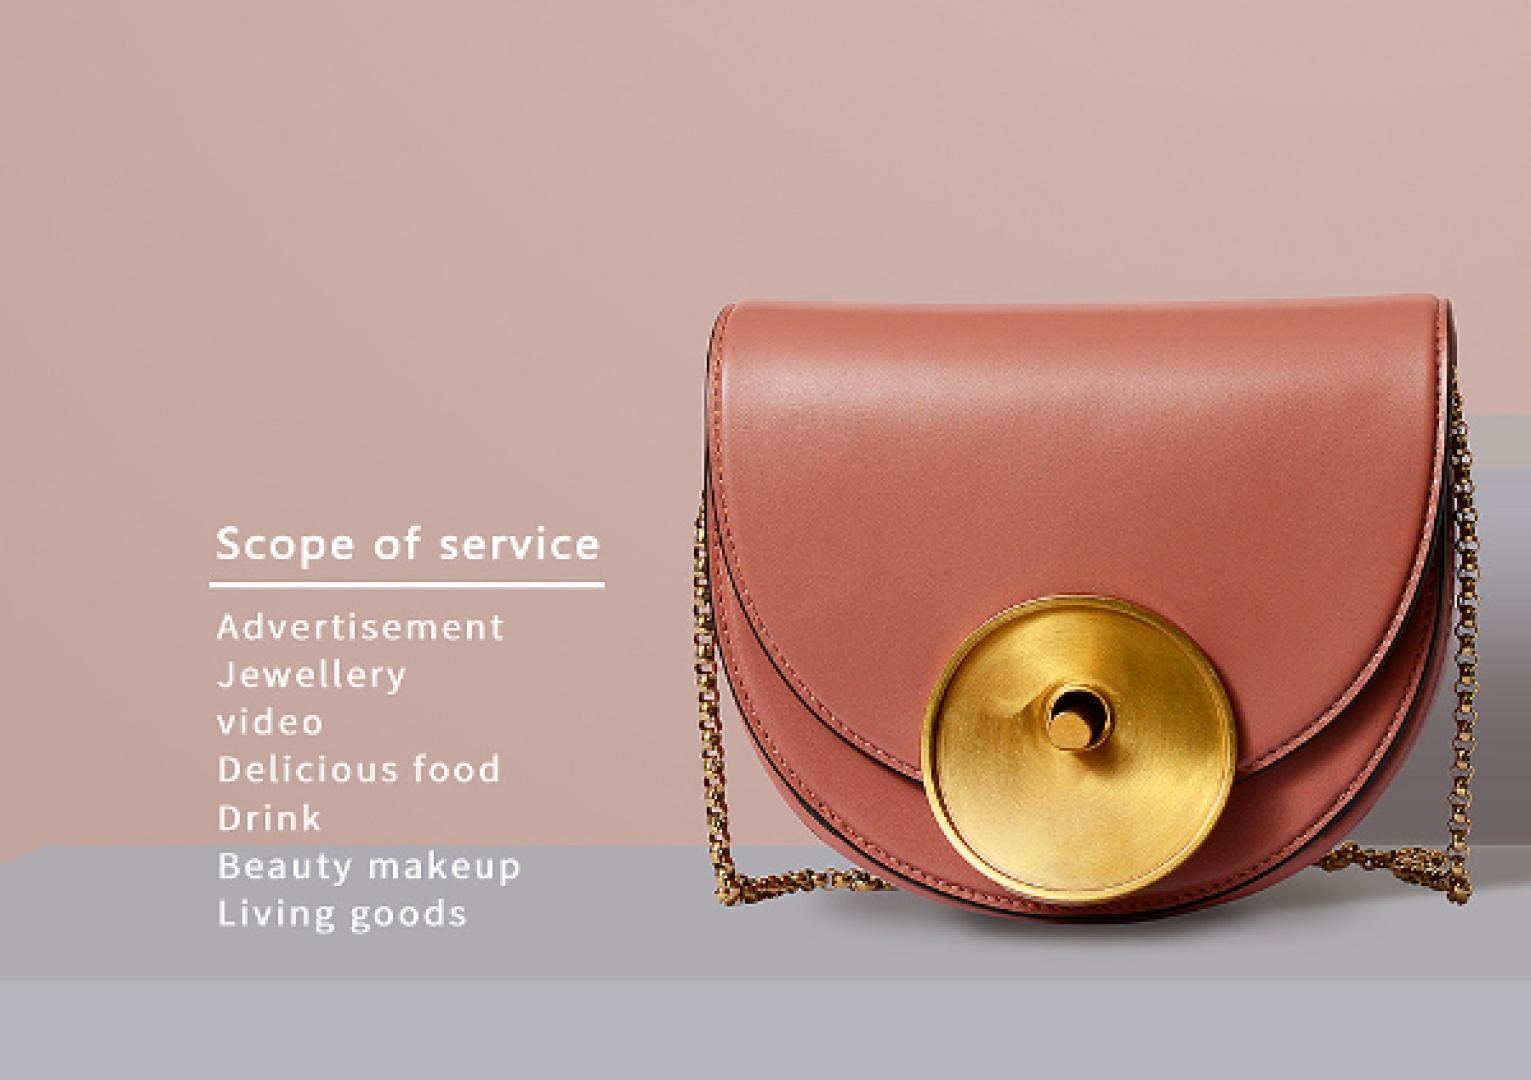 Scope of service
Advertisement
Jewellery
video
Delicious food
Drink
Beauty makeup
Living goods